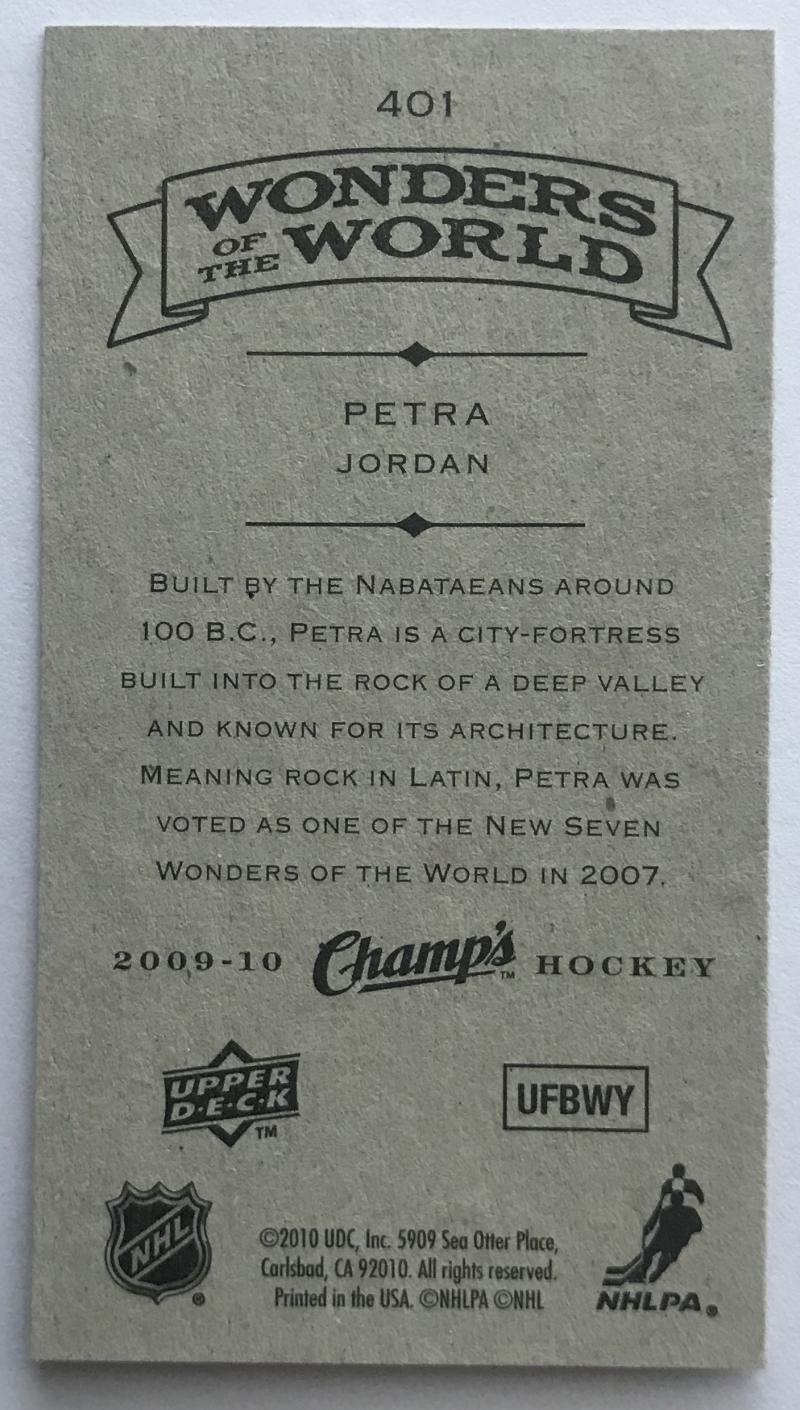 401
WONDERS
OF THE WORLD
PETRA
JORDAN
BUILT BY THE NABATAEANS AROUND
100 B.C., PETRA IS A CITY-FORTRESS
BUILT INTO THE ROCK OF A DEEP VALLEY
AND KNOWN FOR ITS ARCHITECTURE.
MEANING ROCK IN LATIN, PETRA WAS
VOTED AS ONE OF THE NEW SEVEN
WONDERS OF THE WORLD IN 2007.
2009-10 Champ's™ HOCKEY
UPPER
D·E·C·K
™
UFBWY
NHL
®
©2010 UDC, Inc. 5909 Sea Otter Place,
Carlsbad, CA 92010. All rights reserved.
Printed in the USA. ©NHLPA ©NHL
NHLPA®